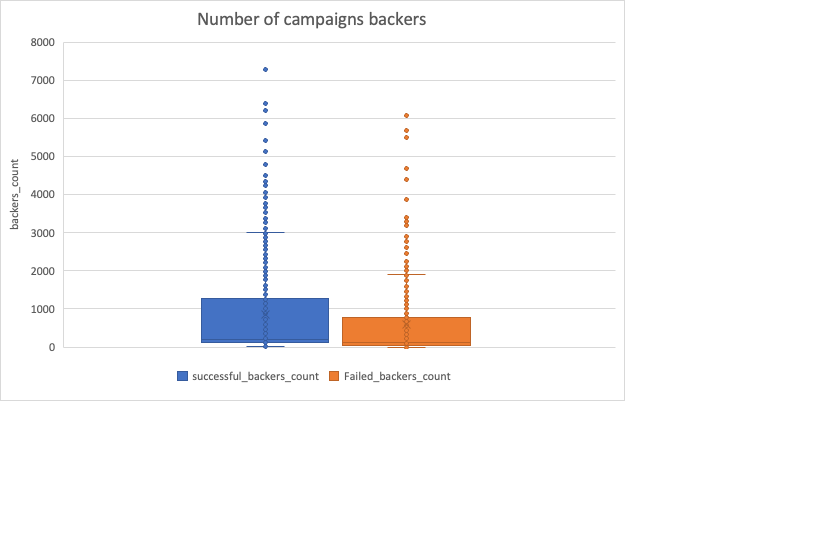 Number of campaigns backers
8000
7000
6000
5000
4000
3000
2000
1000
0
backers_count
successful_backers_count
Failed_backers_count